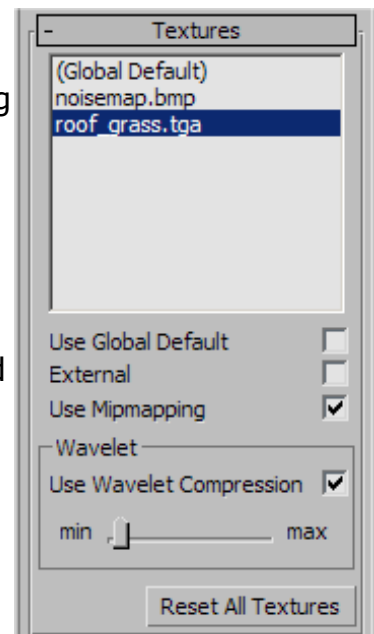 - Textures
(Global Default)
noisemap.bmp
g
roof_grass.tga
Use Global Default
d
External
Use Mipmapping
Wavelet
Use Wavelet Compression
min max
Reset All Textures